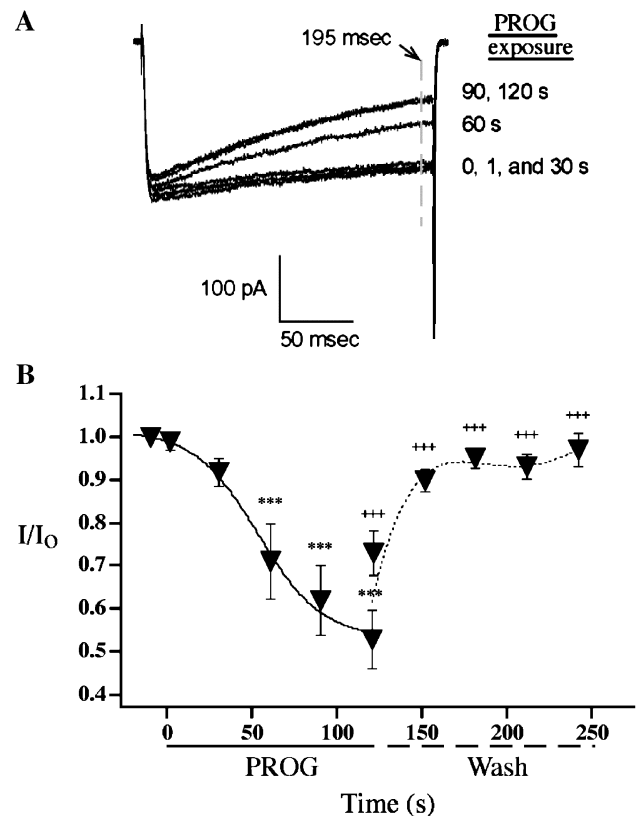 A
195 msec
PROG
exposure
90, 120 s
60 s
0, 1, and 30 s
100 pA
50 msec
B
1.1
1.0
0.9
0.8
0.7
0.6
0.5
0.4
I/I_O
***
***
***
+++
+++
+++
+++
+++
0 50 100 150 200 250
PROG Wash
Time (s)